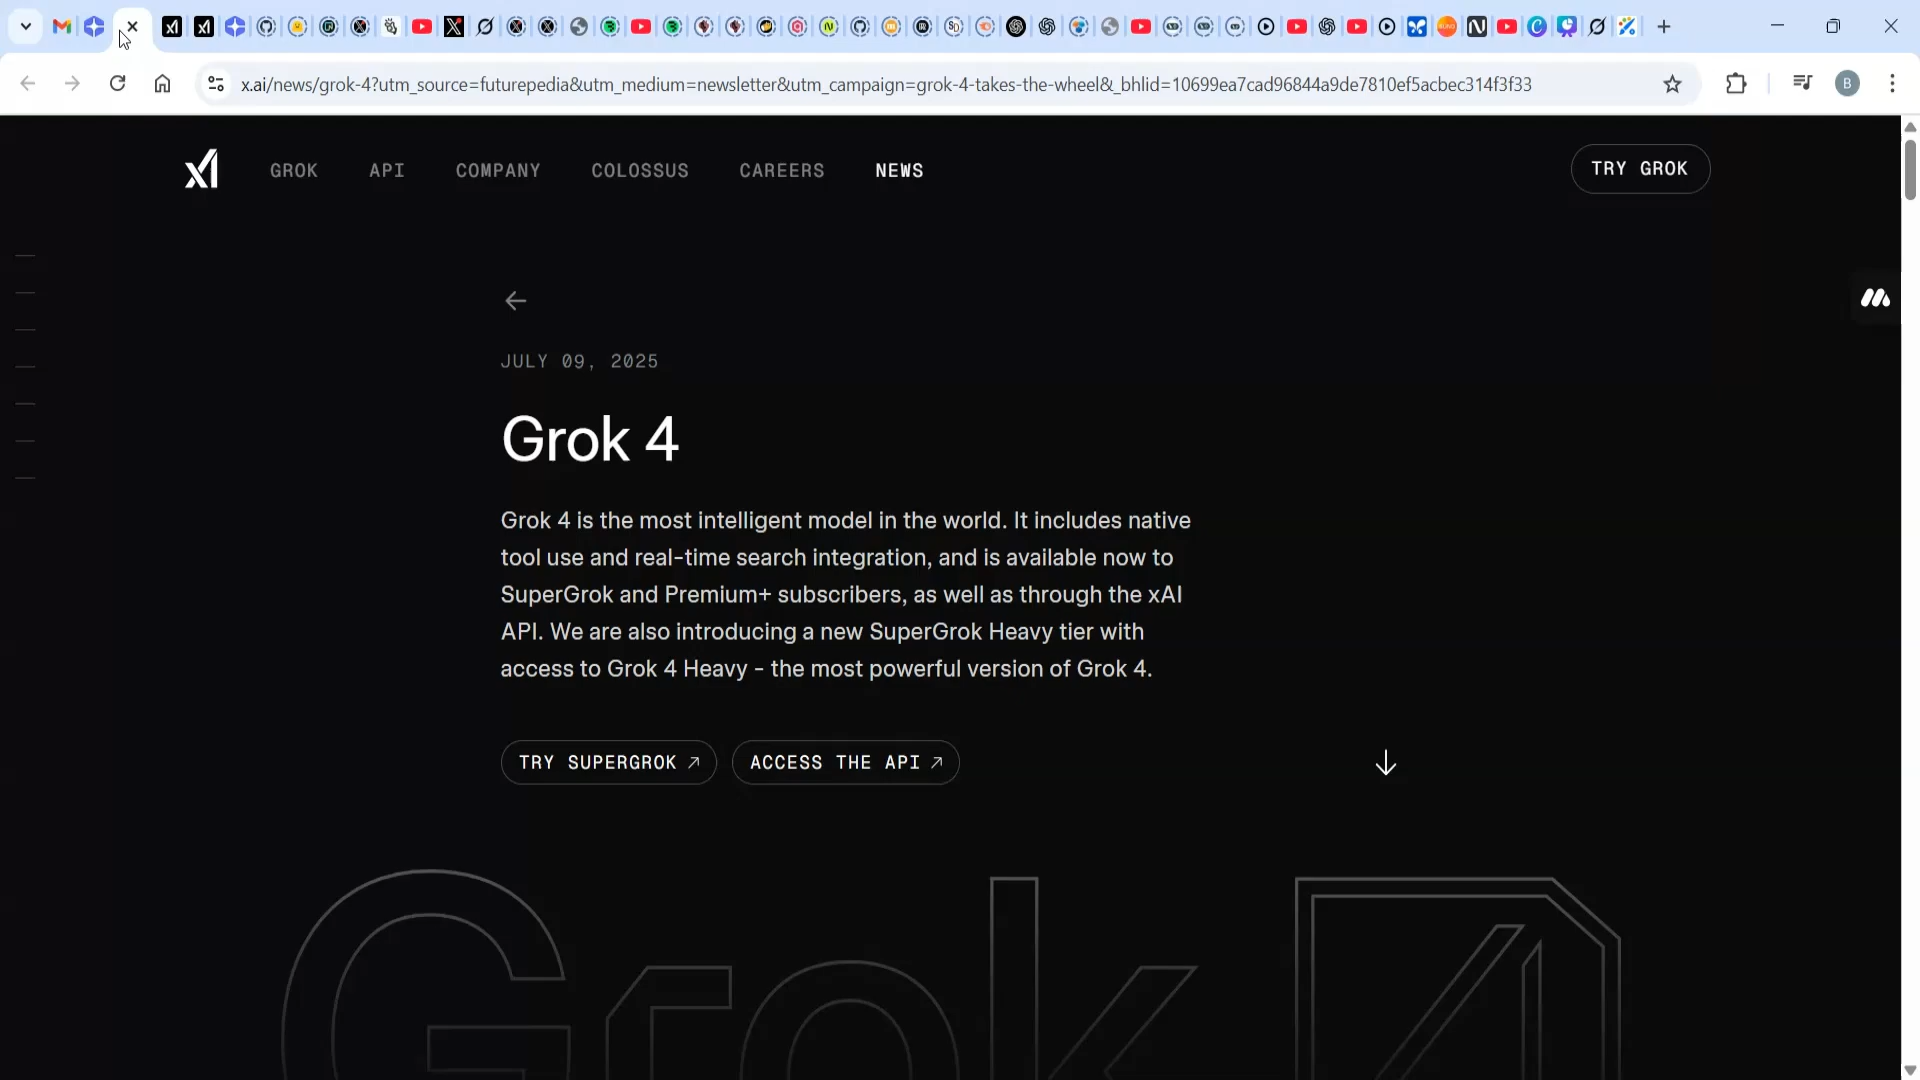 x.ai/news/grok-4?utm_source=futurepedia&utm_medium=newsletter&utm_campaign=grok-4-takes-the-wheel&_bhlid=10699ea7cad96844a9de7810ef5acbec314f3f33
B
GROK API COMPANY COLOSSUS CAREERS NEWS
TRY GROK
JULY 09, 2025
Grok 4
Grok 4 is the most intelligent model in the world. It includes native
tool use and real-time search integration, and is available now to
SuperGrok and Premium+ subscribers, as well as through the xAI
API. We are also introducing a new SuperGrok Heavy tier with
access to Grok 4 Heavy - the most powerful version of Grok 4.
TRY SUPERGROK ↗ ACCESS THE API ↗
Grok 4